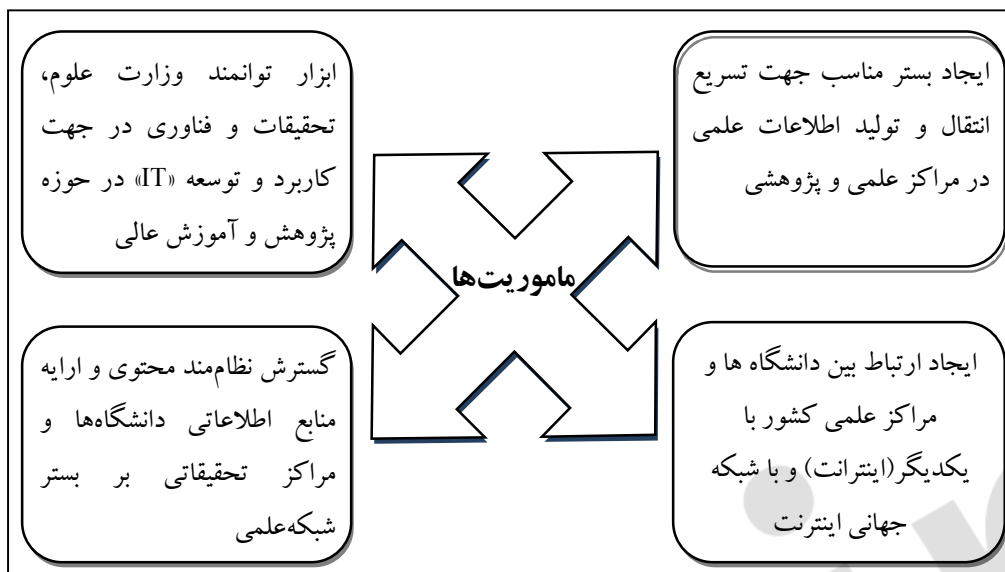 ایجاد بستر مناسب جهت تسریع
انتقال و تولید اطلاعات علمی
در مراکز علمی و پژوهشی
ابزار توانمند وزارت علوم،
تحقیقات و فناوری در جهت
کاربرد و توسعه «IT» در حوزه
پژوهش و آموزش عالی
ماموریت‌ها
ایجاد ارتباط بین دانشگاه ها و
مراکز علمی کشور با
یکدیگر(اینترانت) و با شبکه
جهانی اینترنت
گسترش نظام‌مند محتوی و ارایه
منابع اطلاعاتی دانشگاه‌ها و
مراکز تحقیقاتی بر بستر
شبکه‌علمی